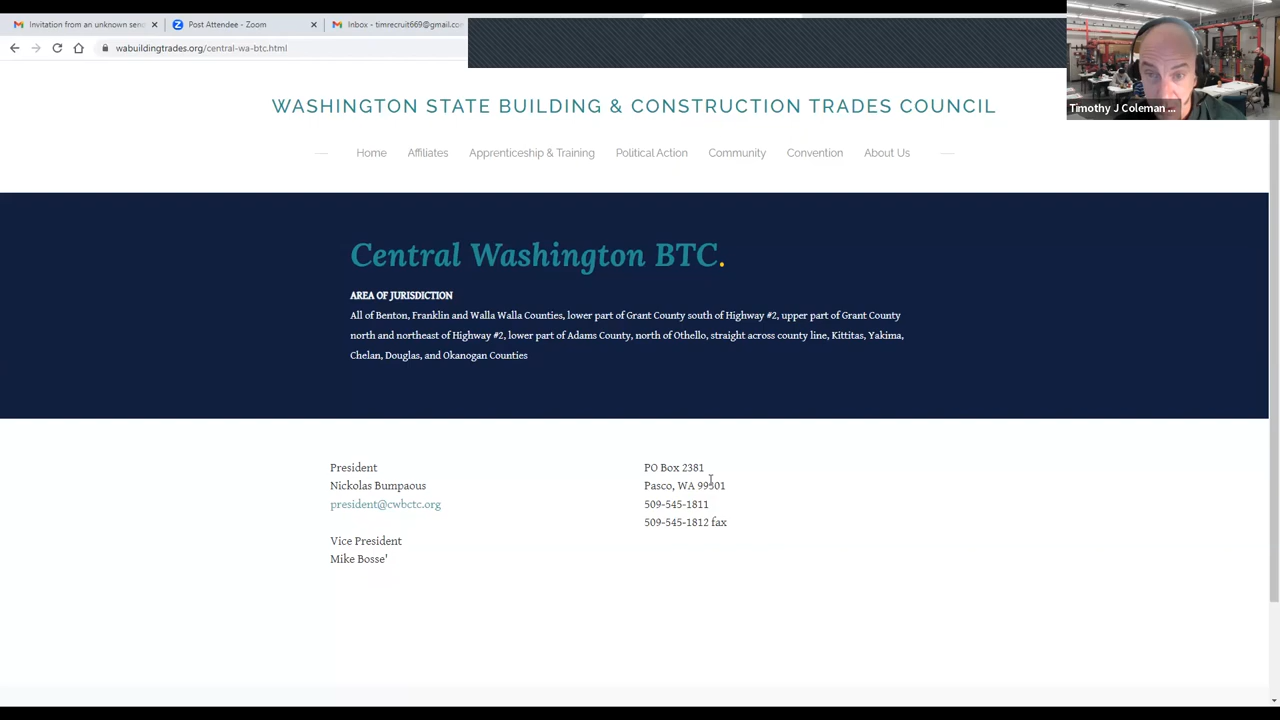 Invitation from an unknown sen
Post Attendee - Zoom
Inbox - timrecruit669@gmail.co
wabuildingtrades.org/central-wa-btc.html
Timothy J Coleman ...
WASHINGTON STATE BUILDING & CONSTRUCTION TRADES COUNCIL
Home Affiliates Apprenticeship & Training Political Action Community Convention About Us
Central Washington BTC.
AREA OF JURISDICTION
All of Benton, Franklin and Walla Walla Counties, lower part of Grant County south of Highway #2, upper part of Grant County
north and northeast of Highway #2, lower part of Adams County, north of Othello, straight across county line, Kittitas, Yakima,
Chelan, Douglas, and Okanogan Counties
President
Nickolas Bumpaous
president@cwbctc.org
Vice President
Mike Bosse'
PO Box 2381
Pasco, WA 99301
509-545-1811
509-545-1812 fax